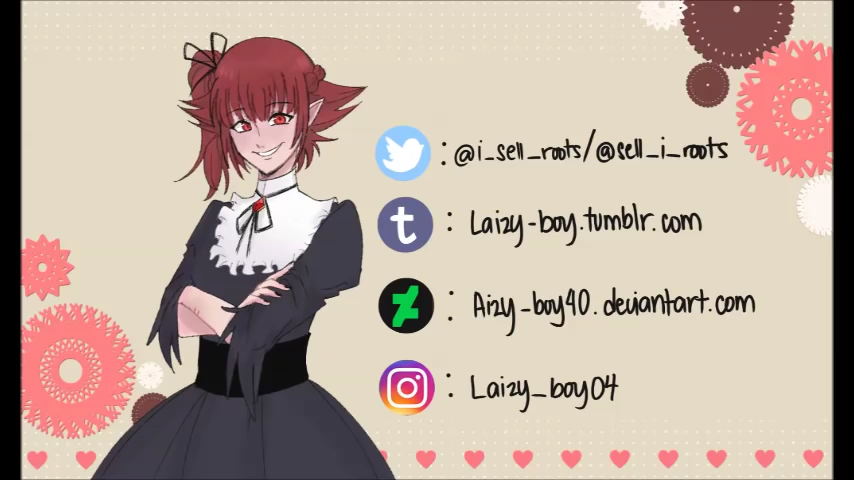 : @i_sell_roots/@sell_i_roots
t : Laizy-boy.tumblr.com
: Aizy-boy40.deviantart.com
: Laizy_boy04